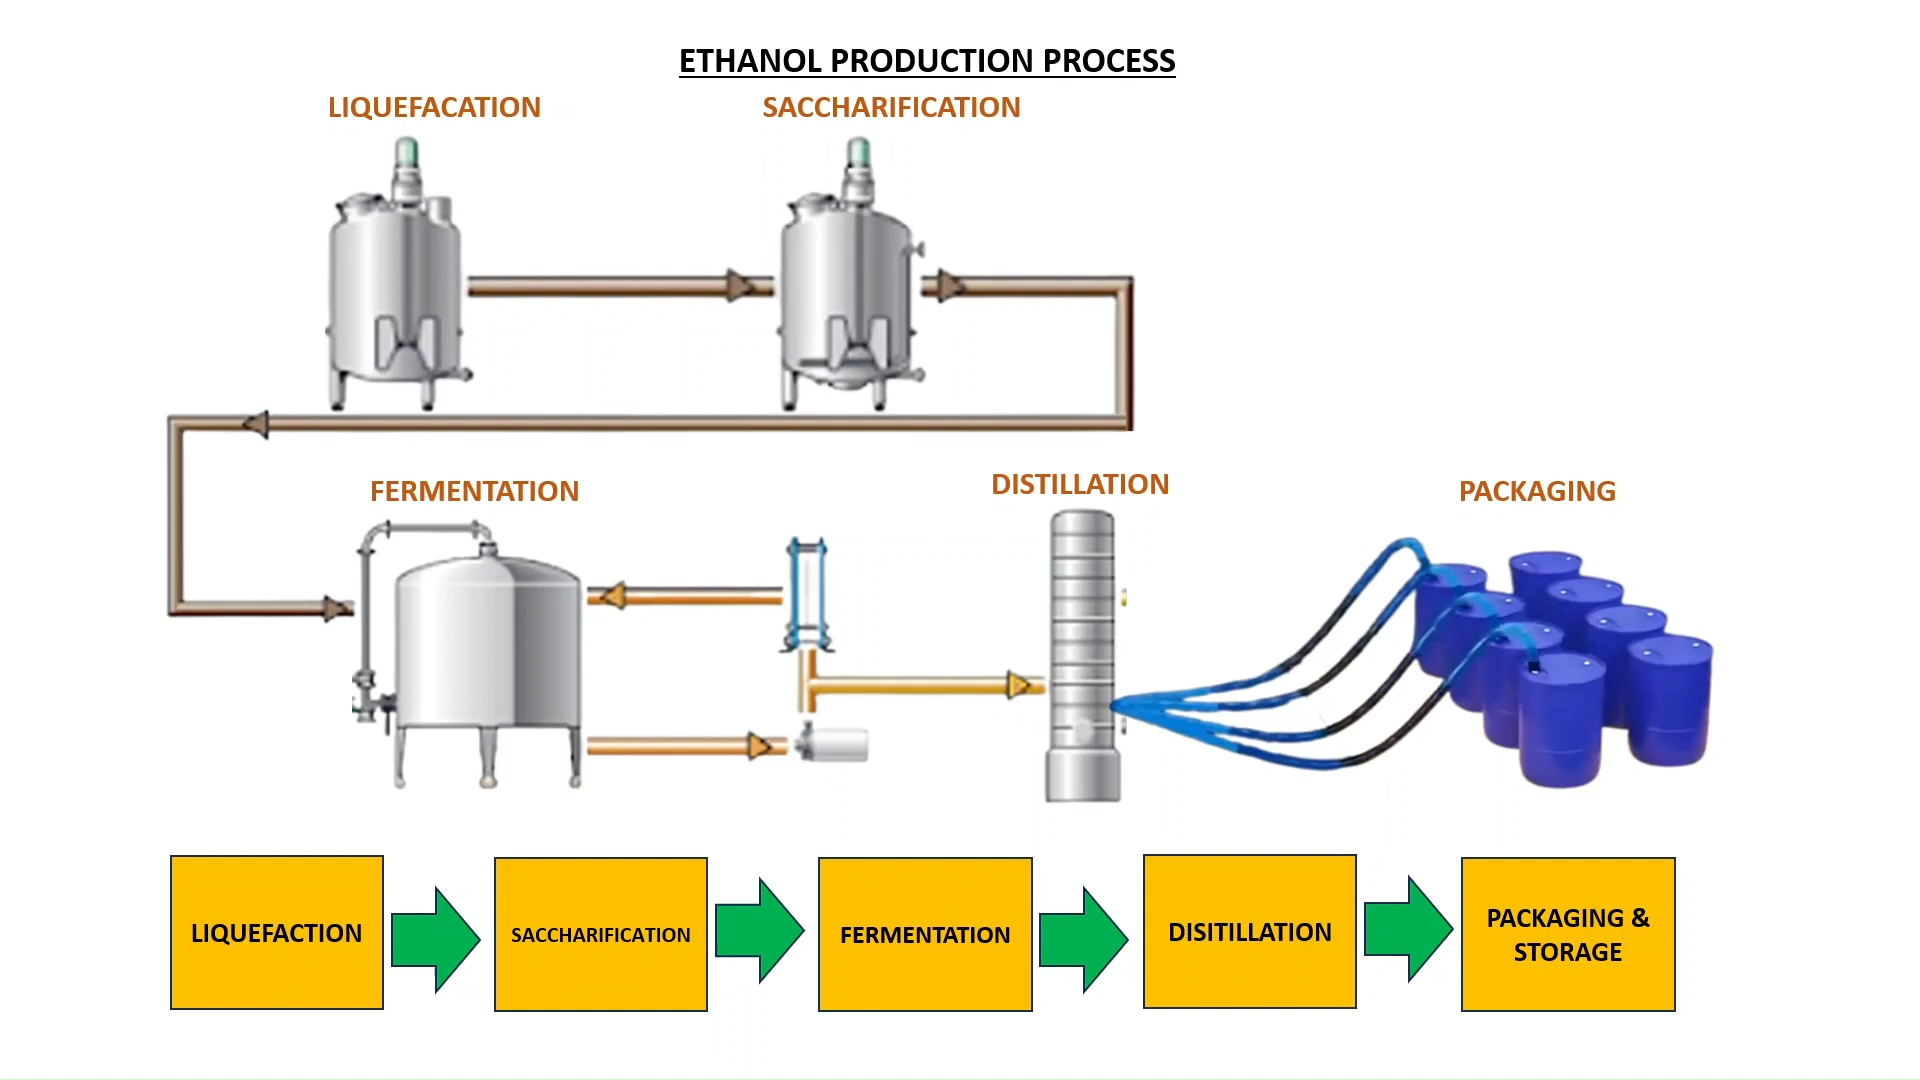 ETHANOL PRODUCTION PROCESS
LIQUEFACATION
SACCHARIFICATION
FERMENTATION
DISTILLATION
PACKAGING
LIQUEFACTION
SACCHARIFICATION
FERMENTATION
DISITILLATION
PACKAGING &
STORAGE